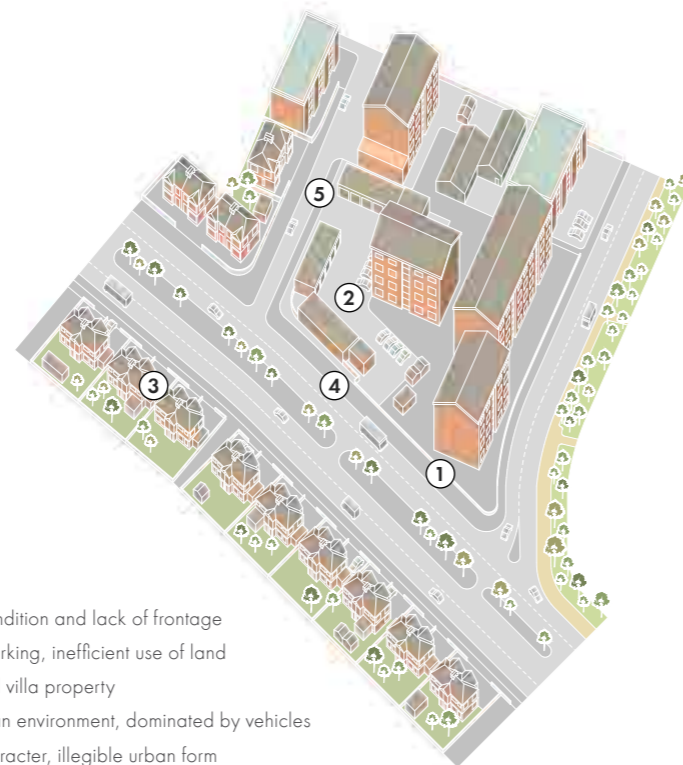 5
2
3
4
1
ndition and lack of frontage
rking, inefficient use of land
villa property
n environment, dominated by vehicles
racter, illegible urban form